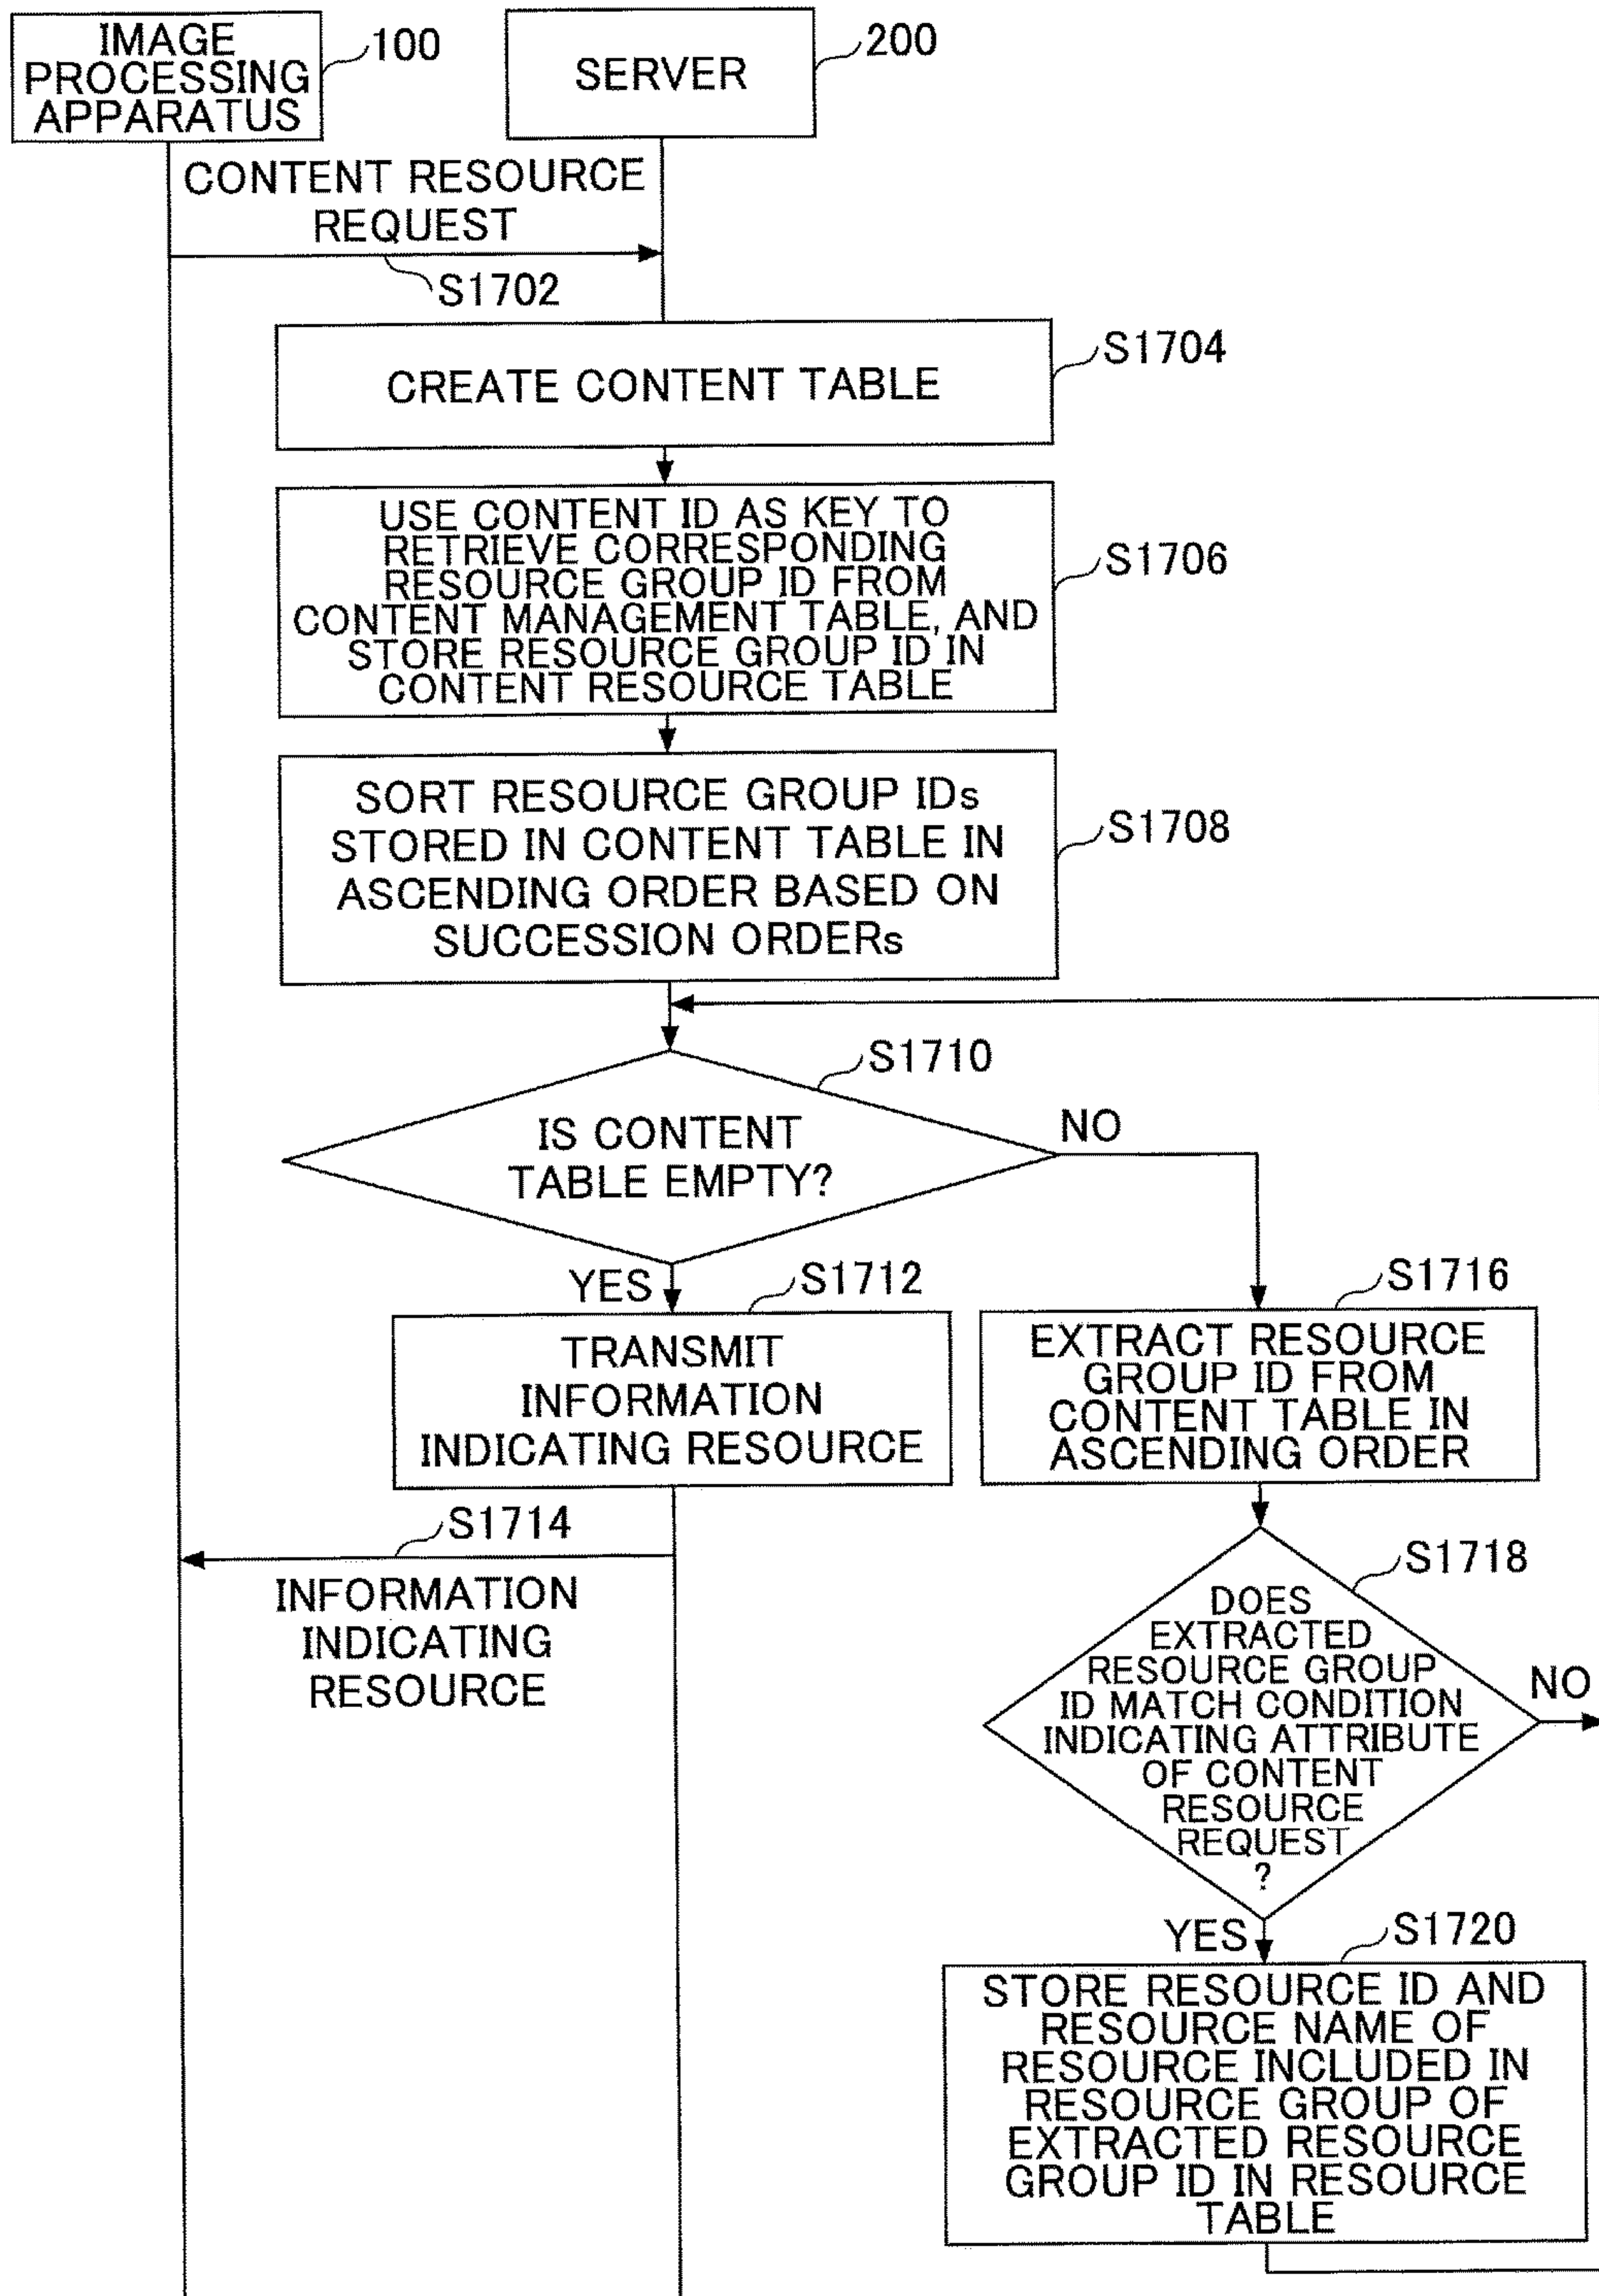 IMAGE
PROCESSING
APPARATUS
100
SERVER
200
CONTENT RESOURCE
REQUEST
S1702
CREATE CONTENT TABLE
S1704
USE CONTENT ID AS KEY TO
RETRIEVE CORRESPONDING
RESOURCE GROUP ID FROM
CONTENT MANAGEMENT TABLE, AND
STORE RESOURCE GROUP ID IN
CONTENT RESOURCE TABLE
S1706
SORT RESOURCE GROUP IDs
STORED IN CONTENT TABLE IN
ASCENDING ORDER BASED ON
SUCCESSION ORDERs
S1708
S1710
IS CONTENT
TABLE EMPTY?
NO
YES
S1712
TRANSMIT
INFORMATION
INDICATING RESOURCE
S1716
EXTRACT RESOURCE
GROUP ID FROM
CONTENT TABLE IN
ASCENDING ORDER
S1714
INFORMATION
INDICATING
RESOURCE
S1718
DOES
EXTRACTED
RESOURCE GROUP
ID MATCH CONDITION
INDICATING ATTRIBUTE
OF CONTENT
RESOURCE
REQUEST
?
NO
YES
S1720
STORE RESOURCE ID AND
RESOURCE NAME OF
RESOURCE INCLUDED IN
RESOURCE GROUP OF
EXTRACTED RESOURCE
GROUP ID IN RESOURCE
TABLE